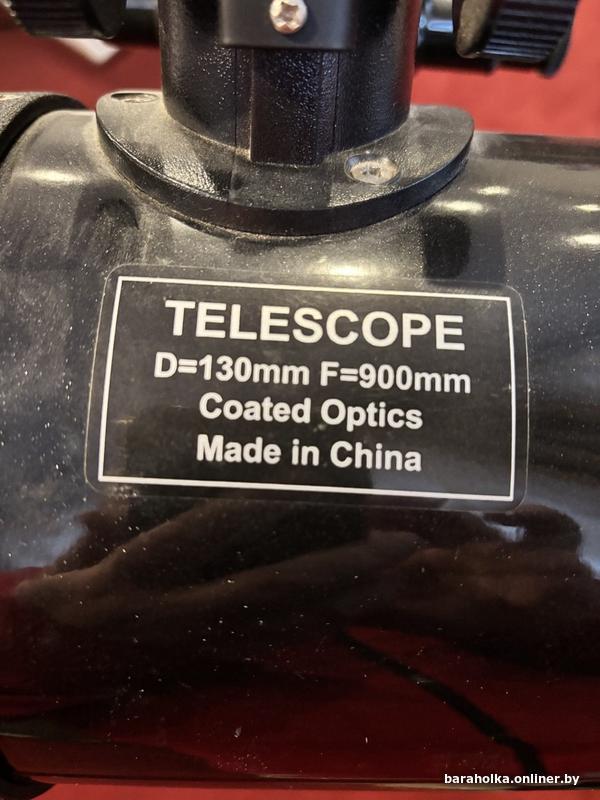 TELESCOPE
D=130mm F=900mm
Coated Optics
Made in China
baraholka.onliner.by